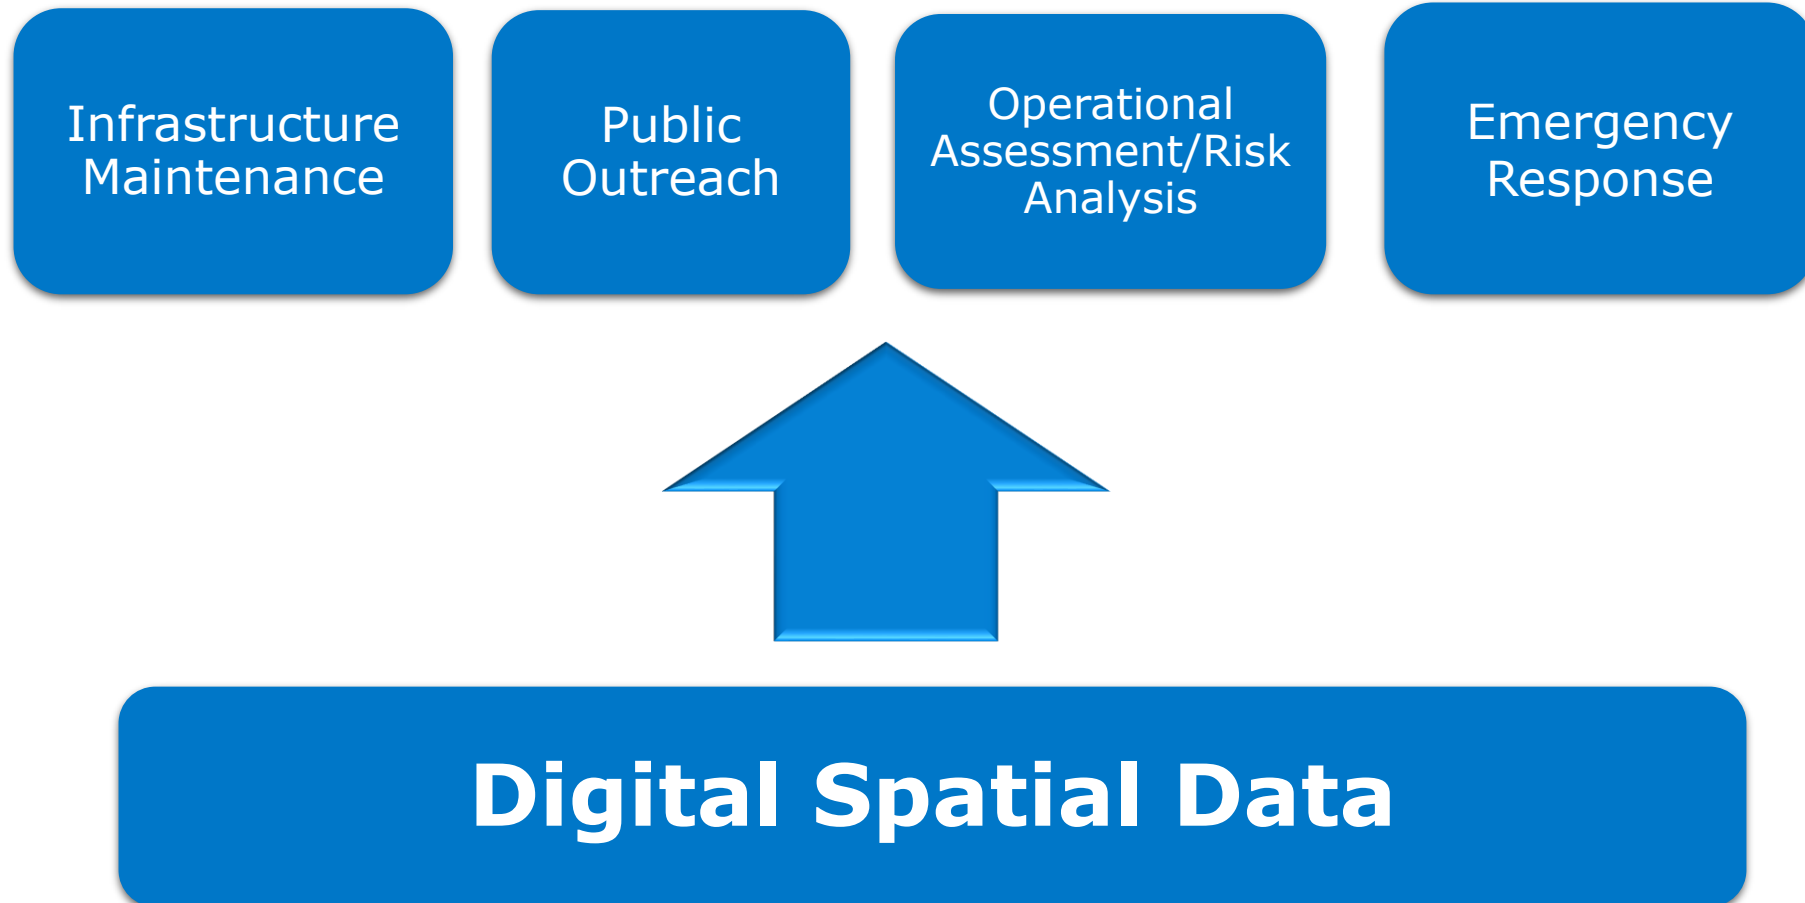 Infrastructure
Maintenance
Public
Outreach
Operational
Assessment/Risk
Analysis
Emergency
Response
Digital Spatial Data